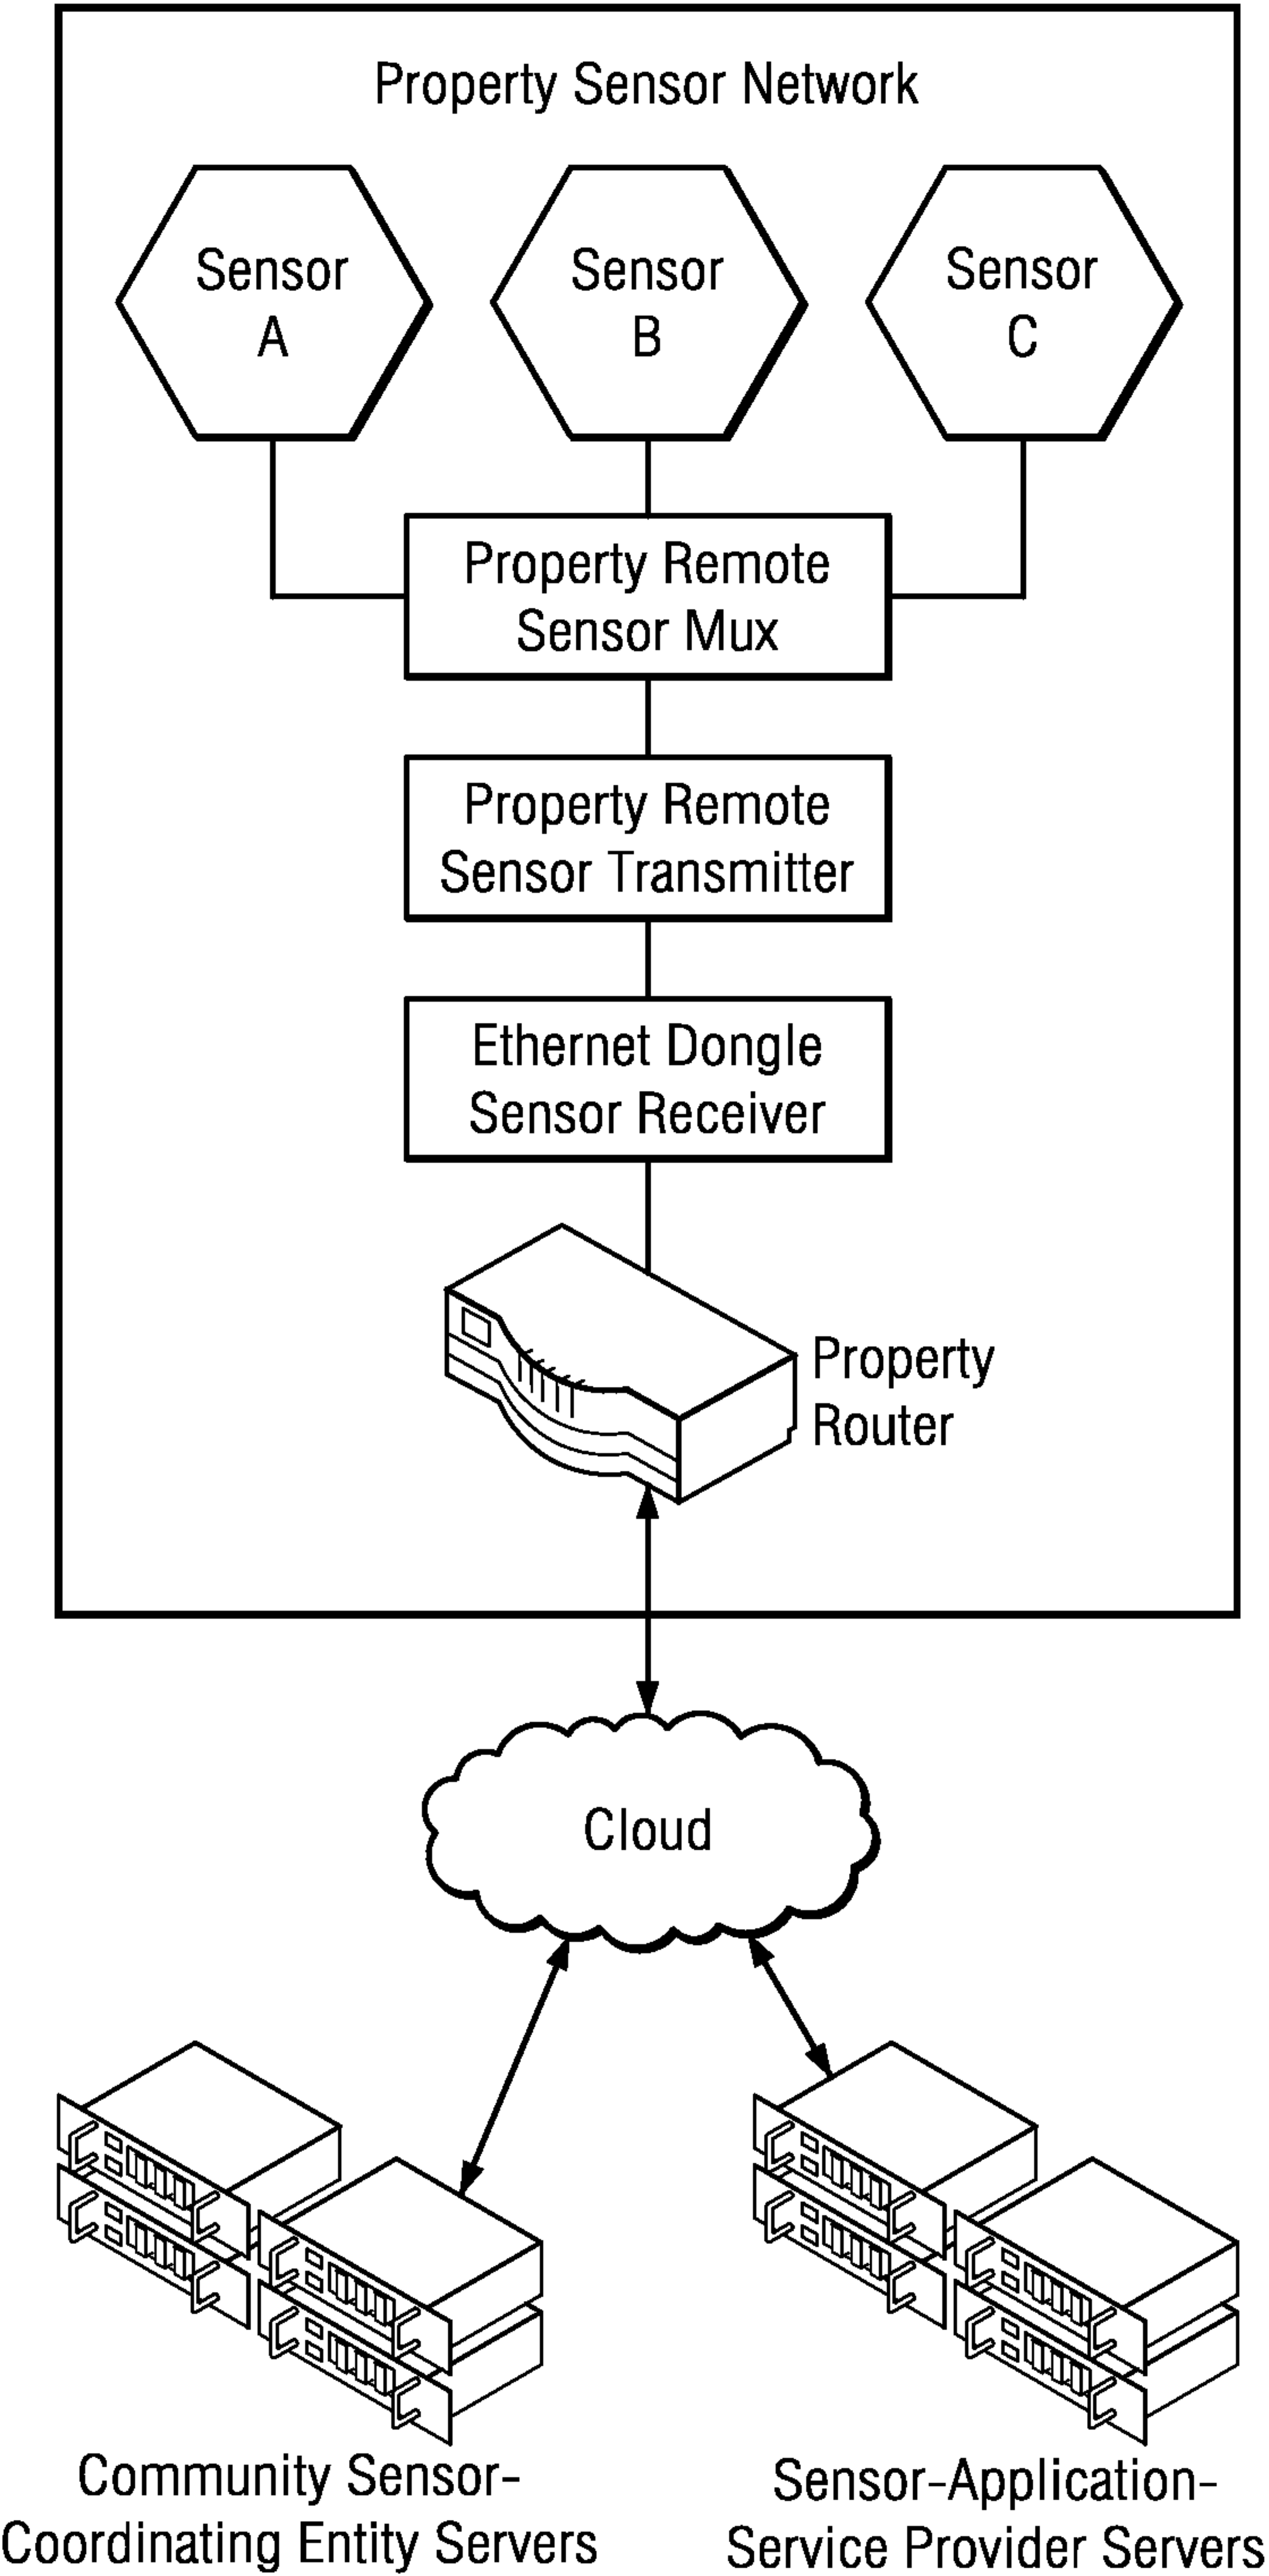 Property Sensor Network
Sensor
A
Sensor
B
Sensor
C
Property Remote
Sensor Mux
Property Remote
Sensor Transmitter
Ethernet Dongle
Sensor Receiver
Property
Router
Cloud
Community Sensor-
Coordinating Entity Servers
Sensor-Application-
Service Provider Servers